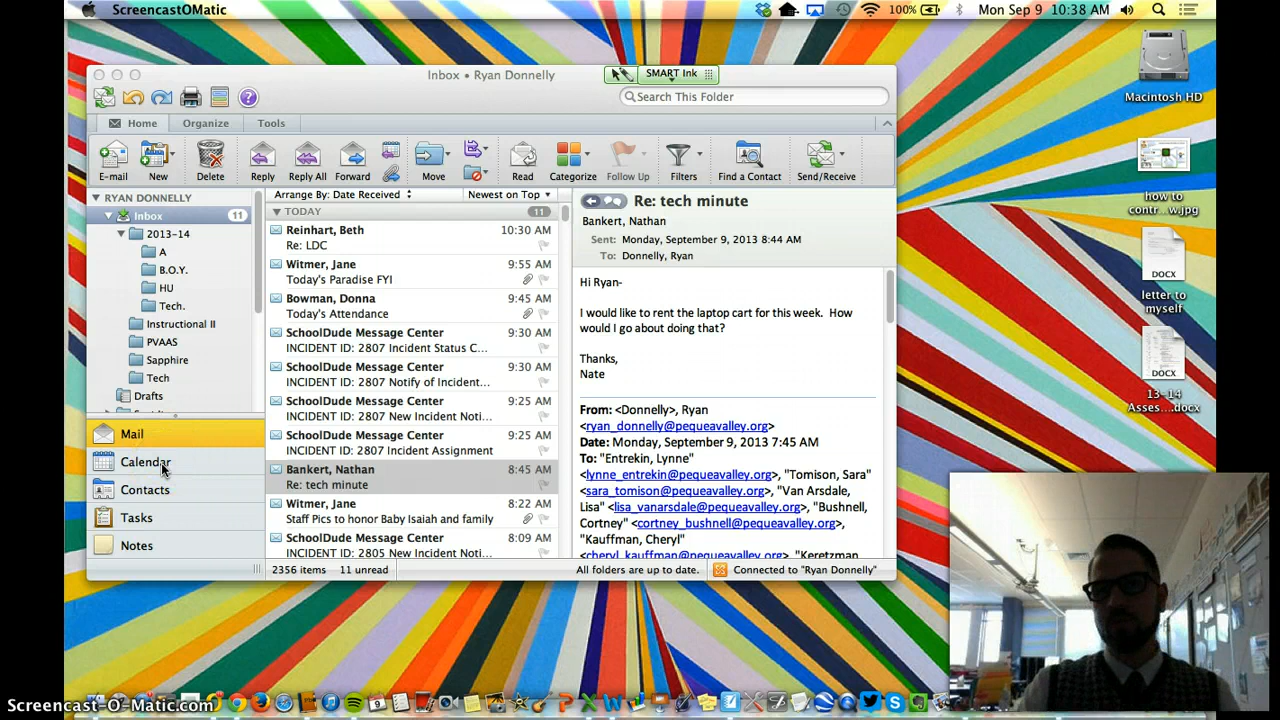 ScreencastOMatic
100%
Mon Sep 9 10:38 AM
Inbox • Ryan Donnelly
SMART Ink
Search This Folder
Home
Organize
Tools
E-mail
New
Delete
Reply
Reply All
Forward
Move
Read
Categorize
Follow Up
Filters
Find a Contact
Send/Receive
RYAN DONNELLY
Inbox 11
2013-14
A
B.O.Y.
HU
Tech.
Instructional II
PVAAS
Sapphire
Tech
Drafts
Mail
Calendar
Contacts
Tasks
Notes
Arrange By: Date Received
Newest on Top
TODAY 11
Reinhart, Beth 10:30 AM
Re: LDC
Witmer, Jane 9:55 AM
Today's Paradise FYI
Bowman, Donna 9:45 AM
Today's Attendance
SchoolDude Message Center 9:30 AM
INCIDENT ID: 2807 Incident Status C...
SchoolDude Message Center 9:30 AM
INCIDENT ID: 2807 Notify of Incident...
SchoolDude Message Center 9:25 AM
INCIDENT ID: 2807 New Incident Noti...
SchoolDude Message Center 9:25 AM
INCIDENT ID: 2807 Incident Assignment
Bankert, Nathan 8:45 AM
Re: tech minute
Witmer, Jane 8:22 AM
Staff Pics to honor Baby Isaiah and family
SchoolDude Message Center 8:09 AM
INCIDENT ID: 2805 New Incident Noti...
Re: tech minute
Bankert, Nathan
Sent: Monday, September 9, 2013 8:44 AM
To: Donnelly, Ryan
Hi Ryan-
I would like to rent the laptop cart for this week. How
would I go about doing that?
Thanks,
Nate
From: <Donnelly>, Ryan
<ryan_donnelly@pequeavalley.org>
Date: Monday, September 9, 2013 7:45 AM
To: "Entrekin, Lynne"
<lynne_entrekin@pequeavalley.org>, "Tomison, Sara"
<sara_tomison@pequeavalley.org>, "Van Arsdale,
Lisa" <lisa_vanarsdale@pequeavalley.org>, "Bushnell,
Cortney" <cortney_bushnell@pequeavalley.org>,
"Kauffman, Cheryl"
<cheryl_kauffman@pequeavalley.org>, "Keretzman,
2356 items 11 unread
All folders are up to date.
Connected to "Ryan Donnelly"
Macintosh HD
how to
contr...w.jpg
DOCX
letter to
myself
DOCX
13-14
Asses...docx
Screencast-O-Matic.com